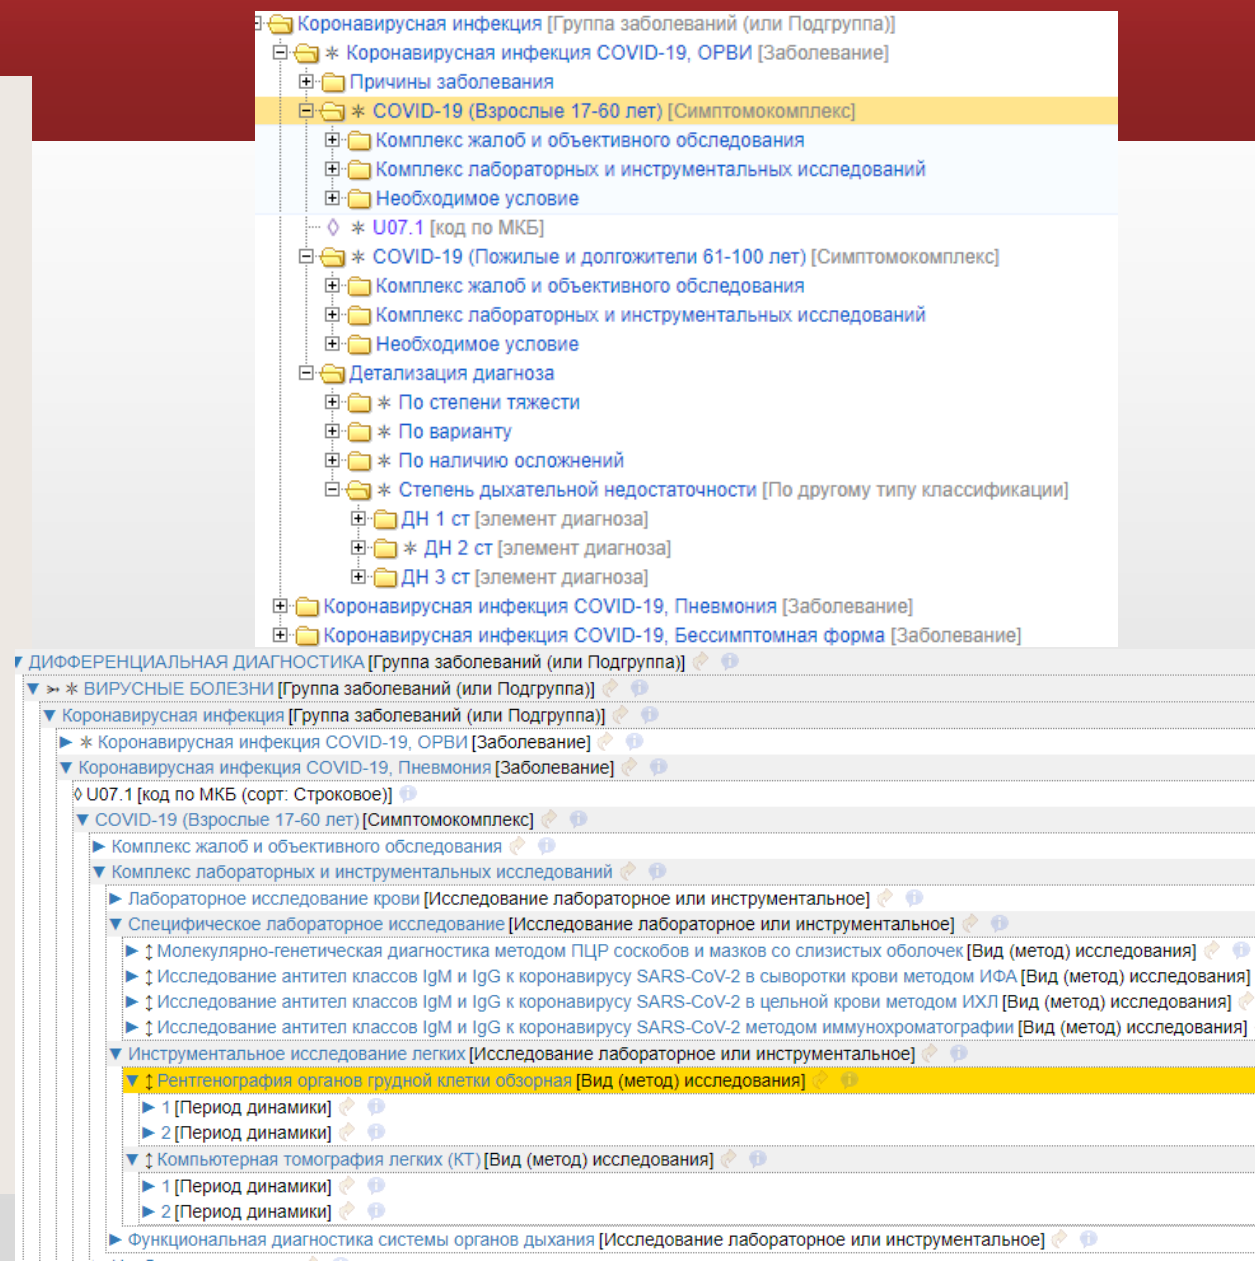 Коронавирусная инфекция [Группа заболеваний (или Подгруппа)]
* Коронавирусная инфекция COVID-19, ОРВИ [Заболевание]
Причины заболевания
* COVID-19 (Взрослые 17-60 лет) [Симптомокомплекс]
Комплекс жалоб и объективного обследования
Комплекс лабораторных и инструментальных исследований
Необходимое условие
◊ * U07.1 [код по МКБ]
* COVID-19 (Пожилые и долгожители 61-100 лет) [Симптомокомплекс]
Комплекс жалоб и объективного обследования
Комплекс лабораторных и инструментальных исследований
Необходимое условие
Детализация диагноза
* По степени тяжести
* По варианту
* По наличию осложнений
* Степень дыхательной недостаточности [По другому типу классификации]
ДН 1 ст [элемент диагноза]
* ДН 2 ст [элемент диагноза]
ДН 3 ст [элемент диагноза]
Коронавирусная инфекция COVID-19, Пневмония [Заболевание]
Коронавирусная инфекция COVID-19, Бессимптомная форма [Заболевание]
ДИФФЕРЕНЦИАЛЬНАЯ ДИАГНОСТИКА [Группа заболеваний (или Подгруппа)]
* ВИРУСНЫЕ БОЛЕЗНИ [Группа заболеваний (или Подгруппа)]
Коронавирусная инфекция [Группа заболеваний (или Подгруппа)]
* Коронавирусная инфекция COVID-19, ОРВИ [Заболевание]
Коронавирусная инфекция COVID-19, Пневмония [Заболевание]
◊ U07.1 [код по МКБ (сорт: Строковое)]
COVID-19 (Взрослые 17-60 лет) [Симптомокомплекс]
Комплекс жалоб и объективного обследования
Комплекс лабораторных и инструментальных исследований
Лабораторное исследование крови [Исследование лабораторное или инструментальное]
Специфическое лабораторное исследование [Исследование лабораторное или инструментальное]
↕ Молекулярно-генетическая диагностика методом ПЦР соскобов и мазков со слизистых оболочек [Вид (метод) исследования]
↕ Исследование антител классов IgM и IgG к коронавирусу SARS-CoV-2 в сыворотки крови методом ИФА [Вид (метод) исследования]
↕ Исследование антител классов IgM и IgG к коронавирусу SARS-CoV-2 в цельной крови методом ИХЛ [Вид (метод) исследования]
↕ Исследование антител классов IgM и IgG к коронавирусу SARS-CoV-2 методом иммунохроматографии [Вид (метод) исследования]
Инструментальное исследование легких [Исследование лабораторное или инструментальное]
↕ Рентгенография органов грудной клетки обзорная [Вид (метод) исследования]
1 [Период динамики]
2 [Период динамики]
↕ Компьютерная томография легких (КТ) [Вид (метод) исследования]
1 [Период динамики]
2 [Период динамики]
Функциональная диагностика системы органов дыхания [Исследование лабораторное или инструментальное]